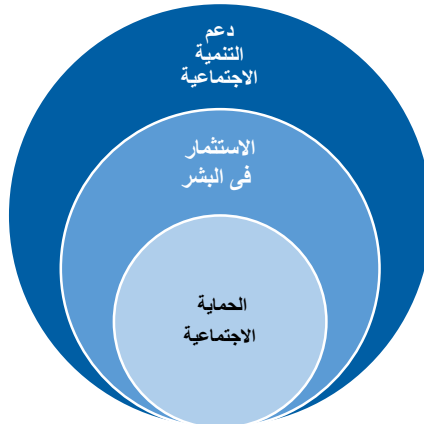 دعم
التنمية
الاجتماعية
الاستثمار
فى البشر
الحماية
الاجتماعية